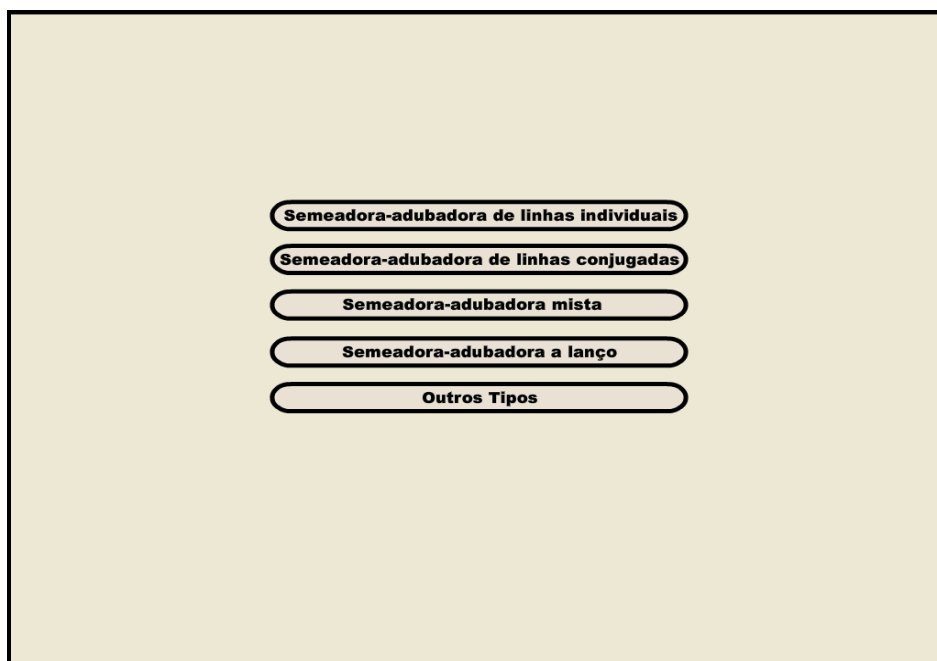 Semeadora-adubadora de linhas individuais
Semeadora-adubadora de linhas conjugadas
Semeadora-adubadora mista
Semeadora-adubadora a lanço
Outros Tipos